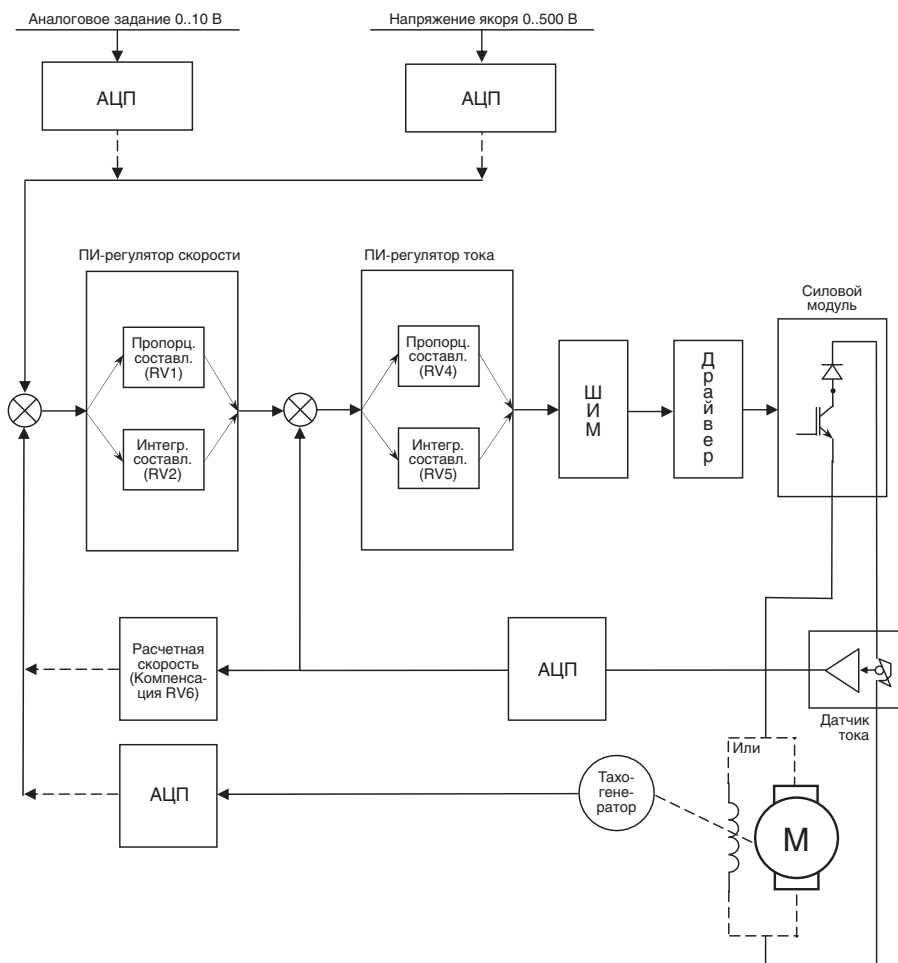 Аналоговое задание 0..10 В
Напряжение якоря 0..500 В
АЦП
АЦП
ПИ-регулятор скорости
ПИ-регулятор тока
Силовой
модуль
Пропорц.
составл.
(RV1)
Интегр.
составл.
(RV2)
Пропорц.
составл.
(RV4)
Интегр.
составл.
(RV5)
ШИМ
Драйвер
Расчетная
скорость
(Компенса-
ция RV6)
АЦП
Датчик
тока
Или
АЦП
Тахо-
гене-
ратор
М